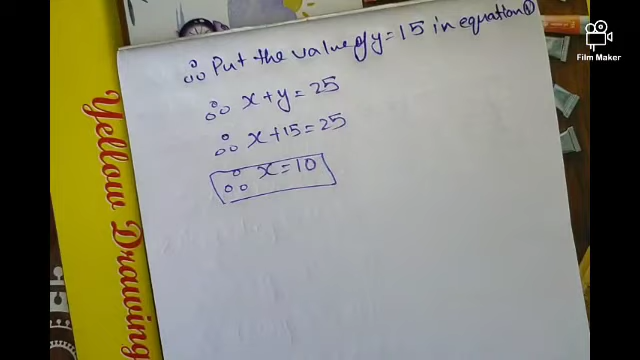 ∴ Put the value of y = 15 in equation ①
∴ x + y = 25
∴ x + 15 = 25
∴ x = 10
Yellow Drawing
Film Maker